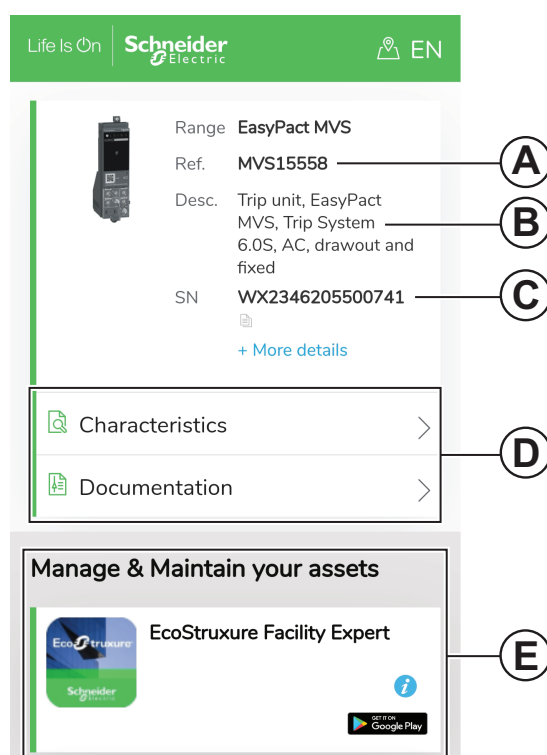 Life Is On Schneider Electric EN
Range EasyPact MVS
Ref. MVS15558
A
Desc. Trip unit, EasyPact
MVS, Trip System
B
6.0S, AC, drawout and
fixed
SN WX2346205500741
C
+ More details
Characteristics
D
Documentation
Manage & Maintain your assets
EcoStruxure
Schneider
Electric
EcoStruxure Facility Expert
E
i
GET IT ON
Google Play